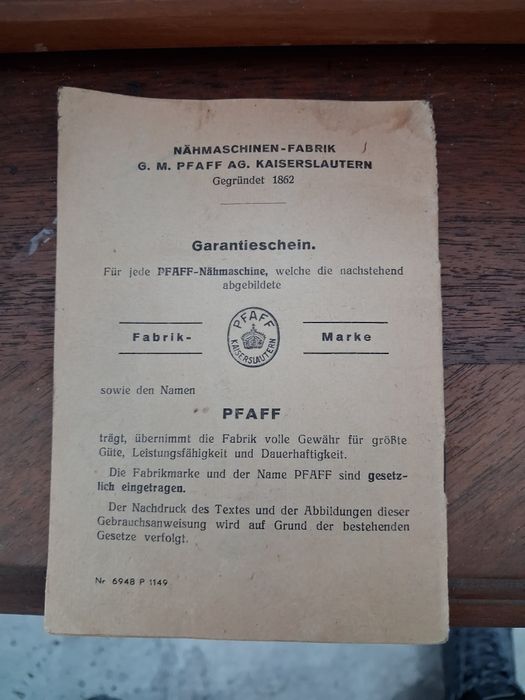 NÄHMASCHINEN-FABRIK
G. M. PFAFF AG. KAISERSLAUTERN
Gegründet 1862
Garantieschein.
Für jede PFAFF-Nähmaschine, welche die nachstehend
abgebildete
Fabrik-
PFAFF
KAISERSLAUTERN
Marke
sowie den Namen
PFAFF
trägt, übernimmt die Fabrik volle Gewähr für größte
Güte, Leistungsfähigkeit und Dauerhaftigkeit.
Die Fabrikmarke und der Name PFAFF sind gesetz-
lich eingetragen.
Der Nachdruck des Textes und der Abbildungen dieser
Gebrauchsanweisung wird auf Grund der bestehenden
Gesetze verfolgt.
Nr 6948 P 1149